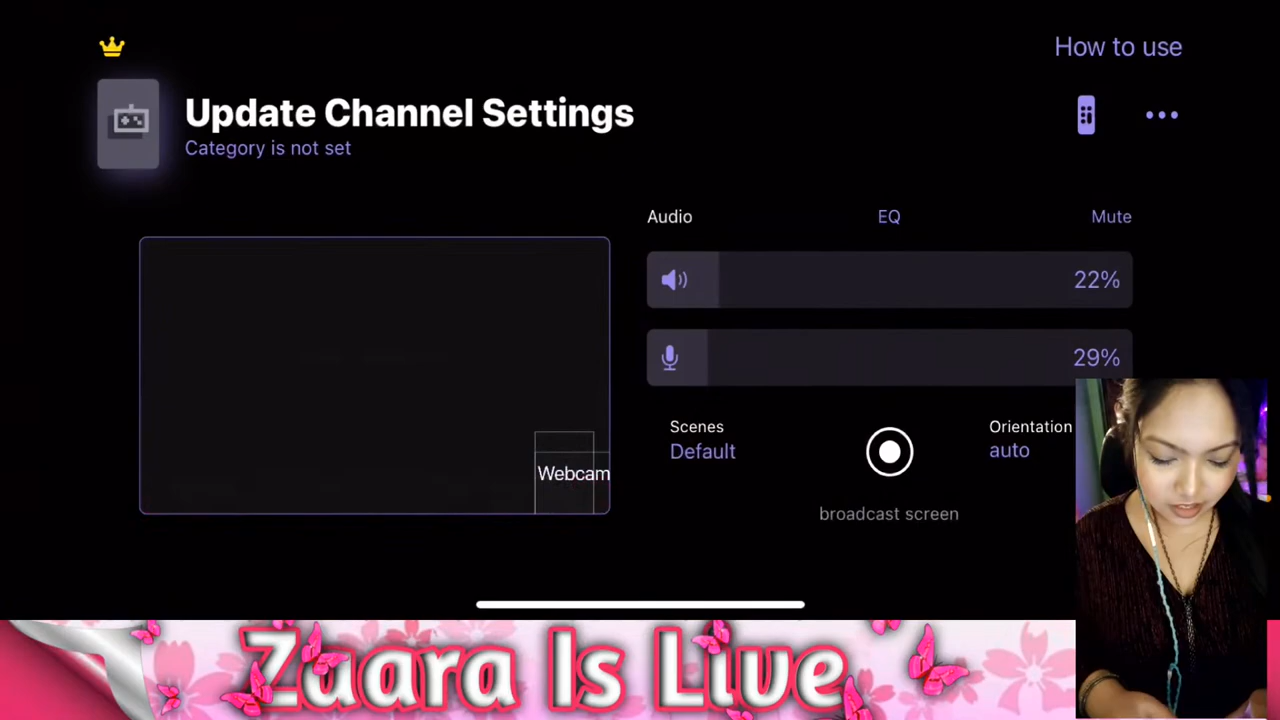 How to use
Update Channel Settings
Category is not set
Audio EQ Mute
22%
29%
Scenes
Default
Orientation
auto
broadcast screen
Webcam
Zaara Is Live